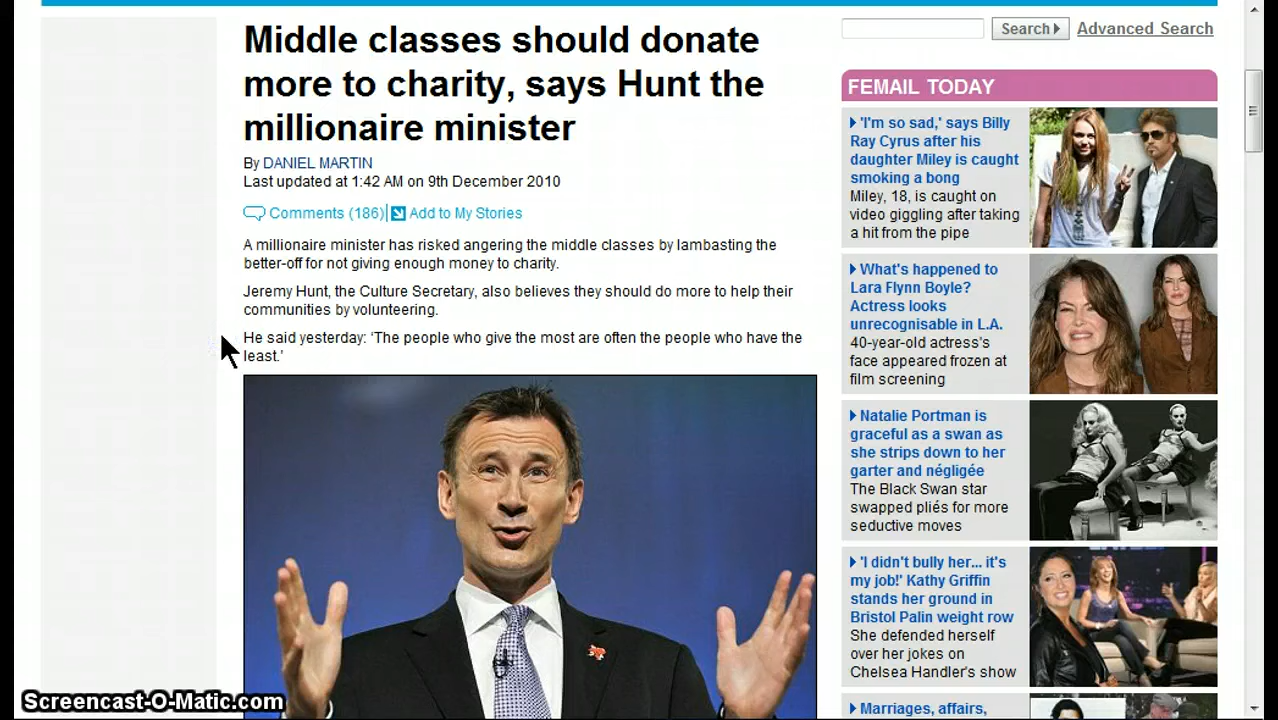 Middle classes should donate
more to charity, says Hunt the
millionaire minister
By DANIEL MARTIN
Last updated at 1:42 AM on 9th December 2010
Comments (186) Add to My Stories
A millionaire minister has risked angering the middle classes by lambasting the
better-off for not giving enough money to charity.
Jeremy Hunt, the Culture Secretary, also believes they should do more to help their
communities by volunteering.
He said yesterday: ‘The people who give the most are often the people who have the
least.’
Search
Advanced Search
FEMAIL TODAY
'I'm so sad,' says Billy
Ray Cyrus after his
daughter Miley is caught
smoking a bong
Miley, 18, is caught on
video giggling after taking
a hit from the pipe
What's happened to
Lara Flynn Boyle?
Actress looks
unrecognisable in L.A.
40-year-old actress's
face appeared frozen at
film screening
Natalie Portman is
graceful as a swan as
she strips down to her
garter and négligée
The Black Swan star
swapped pliés for more
seductive moves
'I didn't bully her... it's
my job!' Kathy Griffin
stands her ground in
Bristol Palin weight row
She defended herself
over her jokes on
Chelsea Handler's show
Marriages, affairs,
Screencast-O-Matic.com